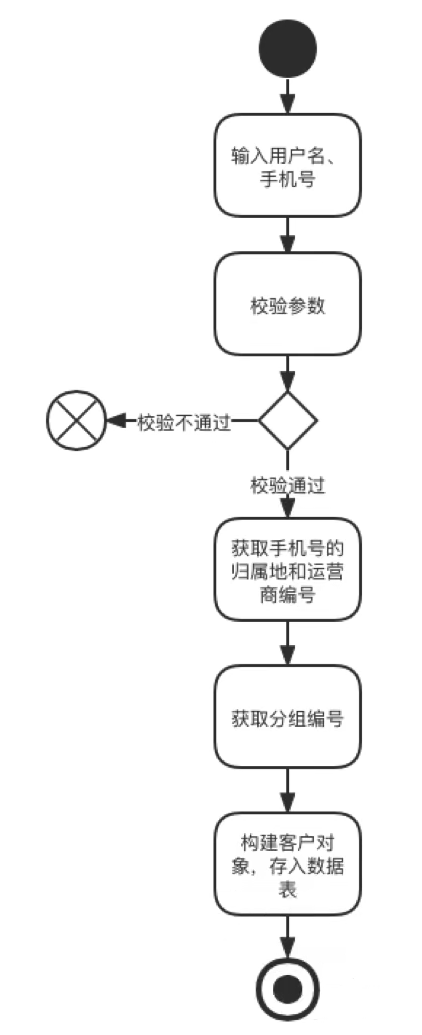 输入用户名、
手机号
校验参数
校验不通过
校验通过
获取手机号的
归属地和运营
商编号
获取分组编号
构建客户对
象，存入数据
表